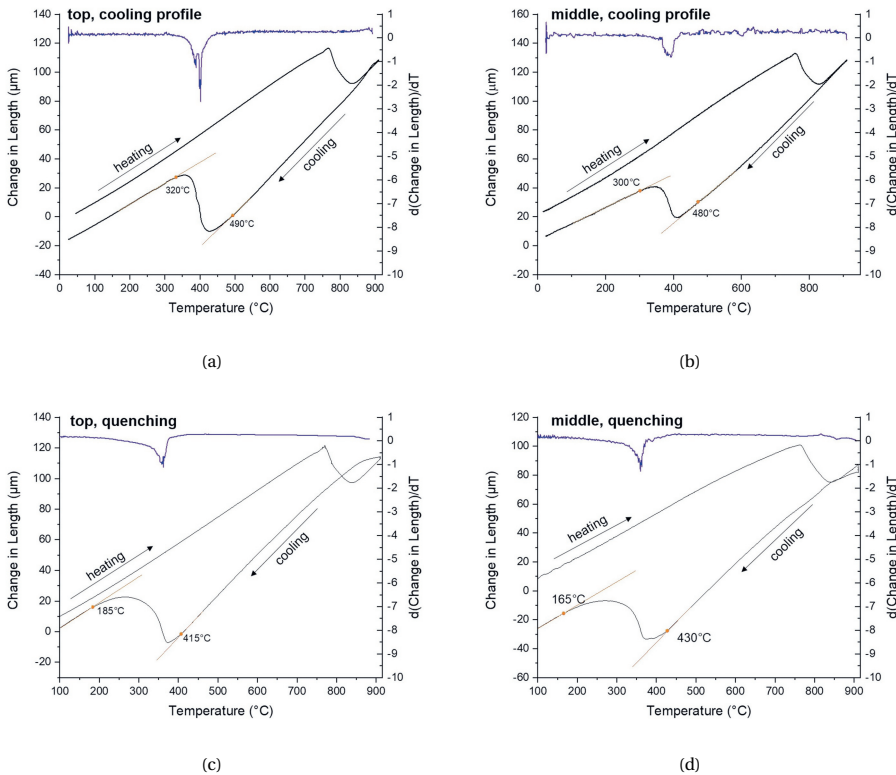 top, cooling profile
140
120
100
80
60
40
20
0
-20
-40
Change in Length (µm)
0 100 200 300 400 500 600 700 800 900
Temperature (°C)
1
0
-1
-2
-3
-4
-5
-6
-7
-8
-9
-10
d(Change in Length)/dT
heating
cooling
320°C
490°C
(a)
middle, cooling profile
160
140
120
100
80
60
40
20
0
-20
Change in Length (µm)
0 200 400 600 800
Temperature (°C)
1
0
-1
-2
-3
-4
-5
-6
-7
-8
-9
-10
d(Change in Length)/dT
heating
cooling
300°C
480°C
(b)
top, quenching
140
120
100
80
60
40
20
0
-20
Change in Length (µm)
100 200 300 400 500 600 700 800 900
Temperature (°C)
1
0
-1
-2
-3
-4
-5
-6
-7
-8
-9
-10
d(Change in Length)/dT
heating
cooling
185°C
415°C
(c)
middle, quenching
120
100
80
60
40
20
0
-20
-40
-60
Change in Length (µm)
100 200 300 400 500 600 700 800 900
Temperature (°C)
1
0
-1
-2
-3
-4
-5
-6
-7
-8
-9
-10
d(Change in Length)/dT
heating
cooling
165°C
430°C
(d)